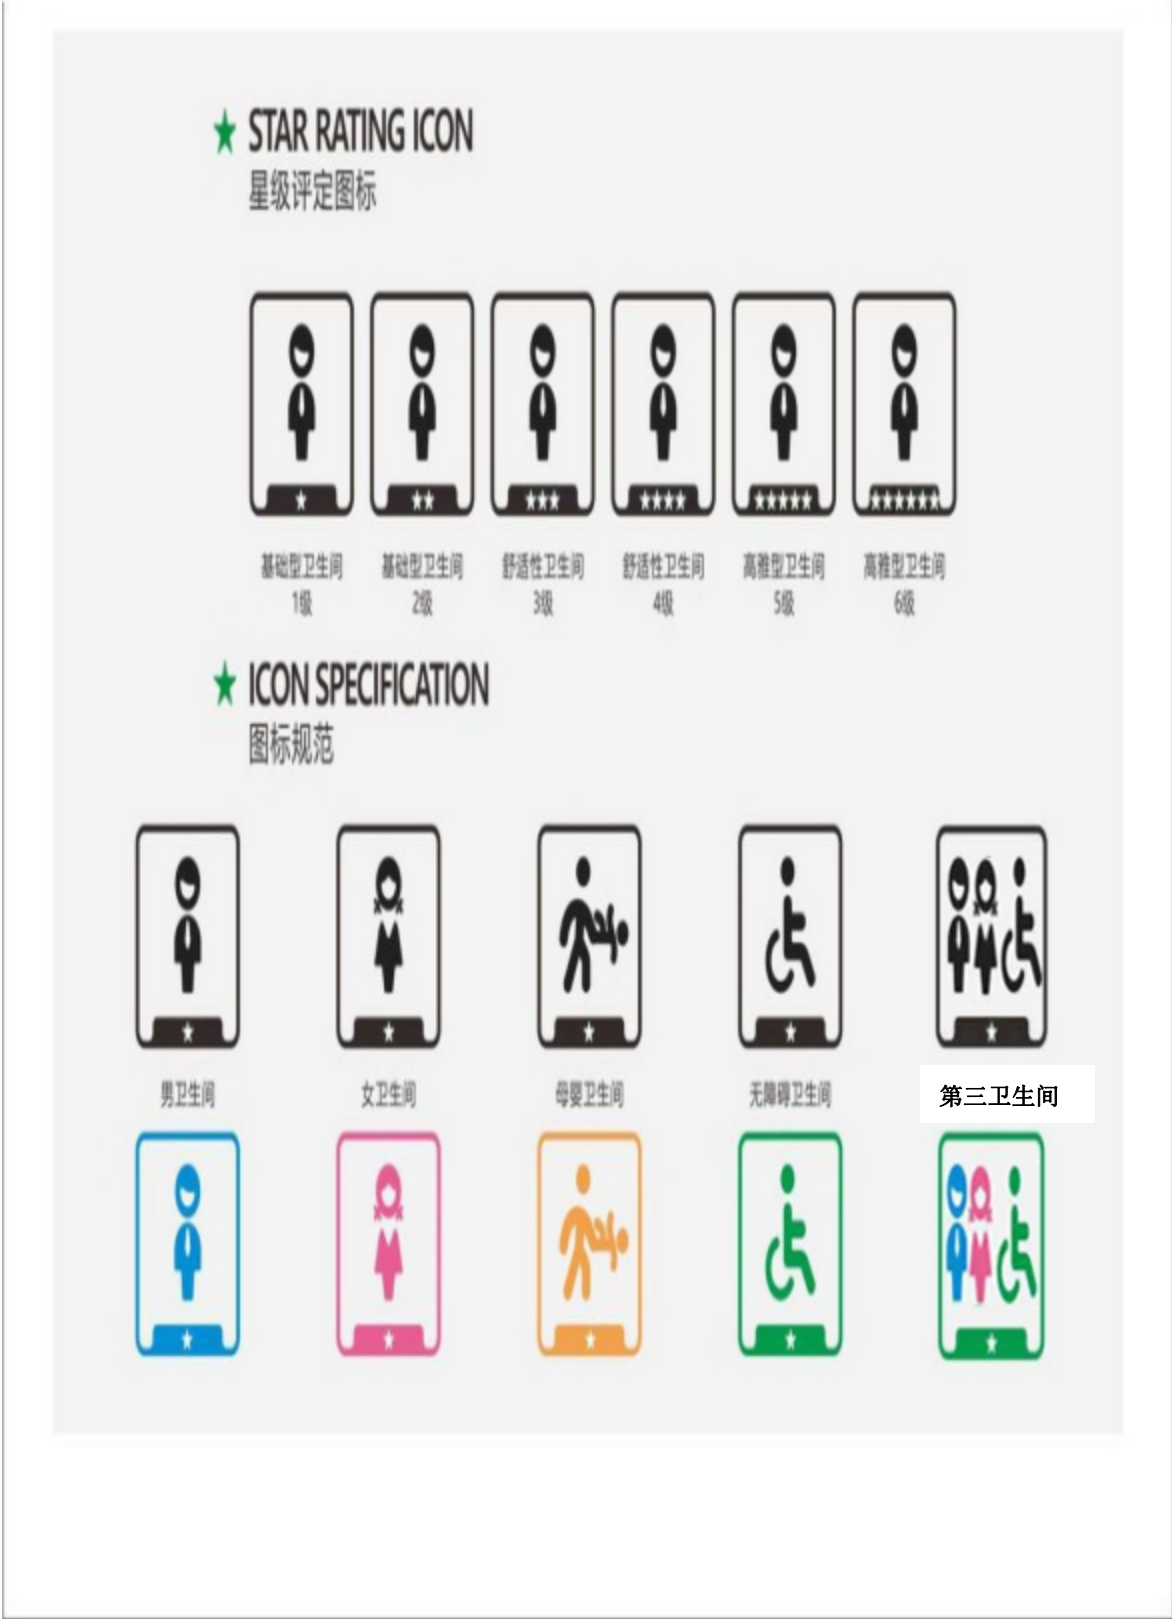 STAR RATING ICON
星级评定图标
基础型卫生间 基础型卫生间 舒适性卫生间 舒适性卫生间 高雅型卫生间 高雅型卫生间
1级 2级 3级 4级 5级 6级
ICON SPECIFICATION
图标规范
男卫生间 女卫生间 母婴卫生间 无障碍卫生间 第三卫生间